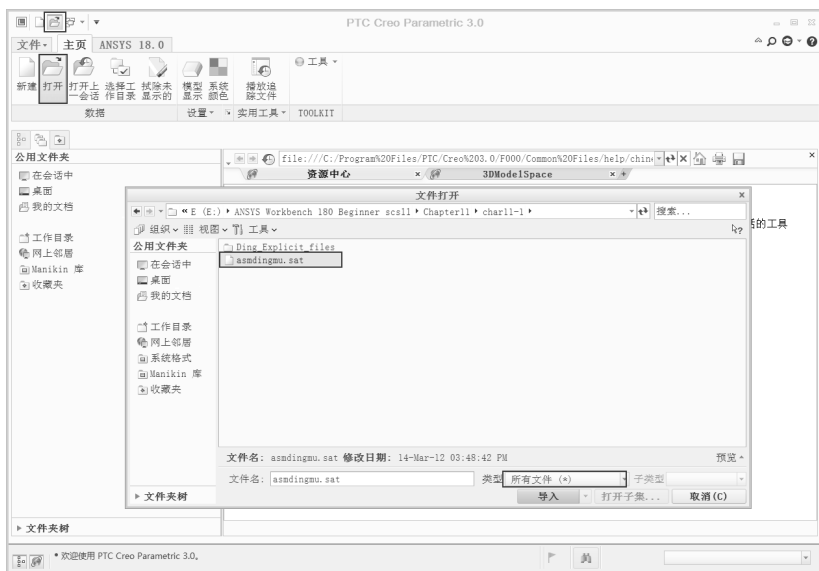 PTC Creo Parametric 3.0
文件 主页 ANSYS 18.0
新建 打开 打开上一会话 选择工作目录 拭除未显示的 模型显示 系统颜色 播放追踪文件 工具
数据 设置 实用工具 TOOLKIT
公用文件夹
file:///C:/Program%20Files/PTC/Creo%203.0/F000/Common%20Files/help/chin
资源中心 3DModelSpace
在会话中
桌面
我的文档
工作目录
网上邻居
Manikin 库
收藏夹
活的工具
文件打开
« E (E:) ANSYS Workbench 180 Beginner scsll Chapter11 char11-1 搜索...
组织 视图 工具
公用文件夹
在会话中
桌面
我的文档
工作目录
网上邻居
系统格式
Manikin 库
收藏夹
Ding_Explicit_files
asmdingmu.sat
文件名: asmdingmu.sat 修改日期: 14-Mar-12 03:48:42 PM 预览
文件名: asmdingmu.sat 类型 所有文件 (*) 子类型
文件夹树 导入 打开子集... 取消(C)
文件夹树
• 欢迎使用 PTC Creo Parametric 3.0。